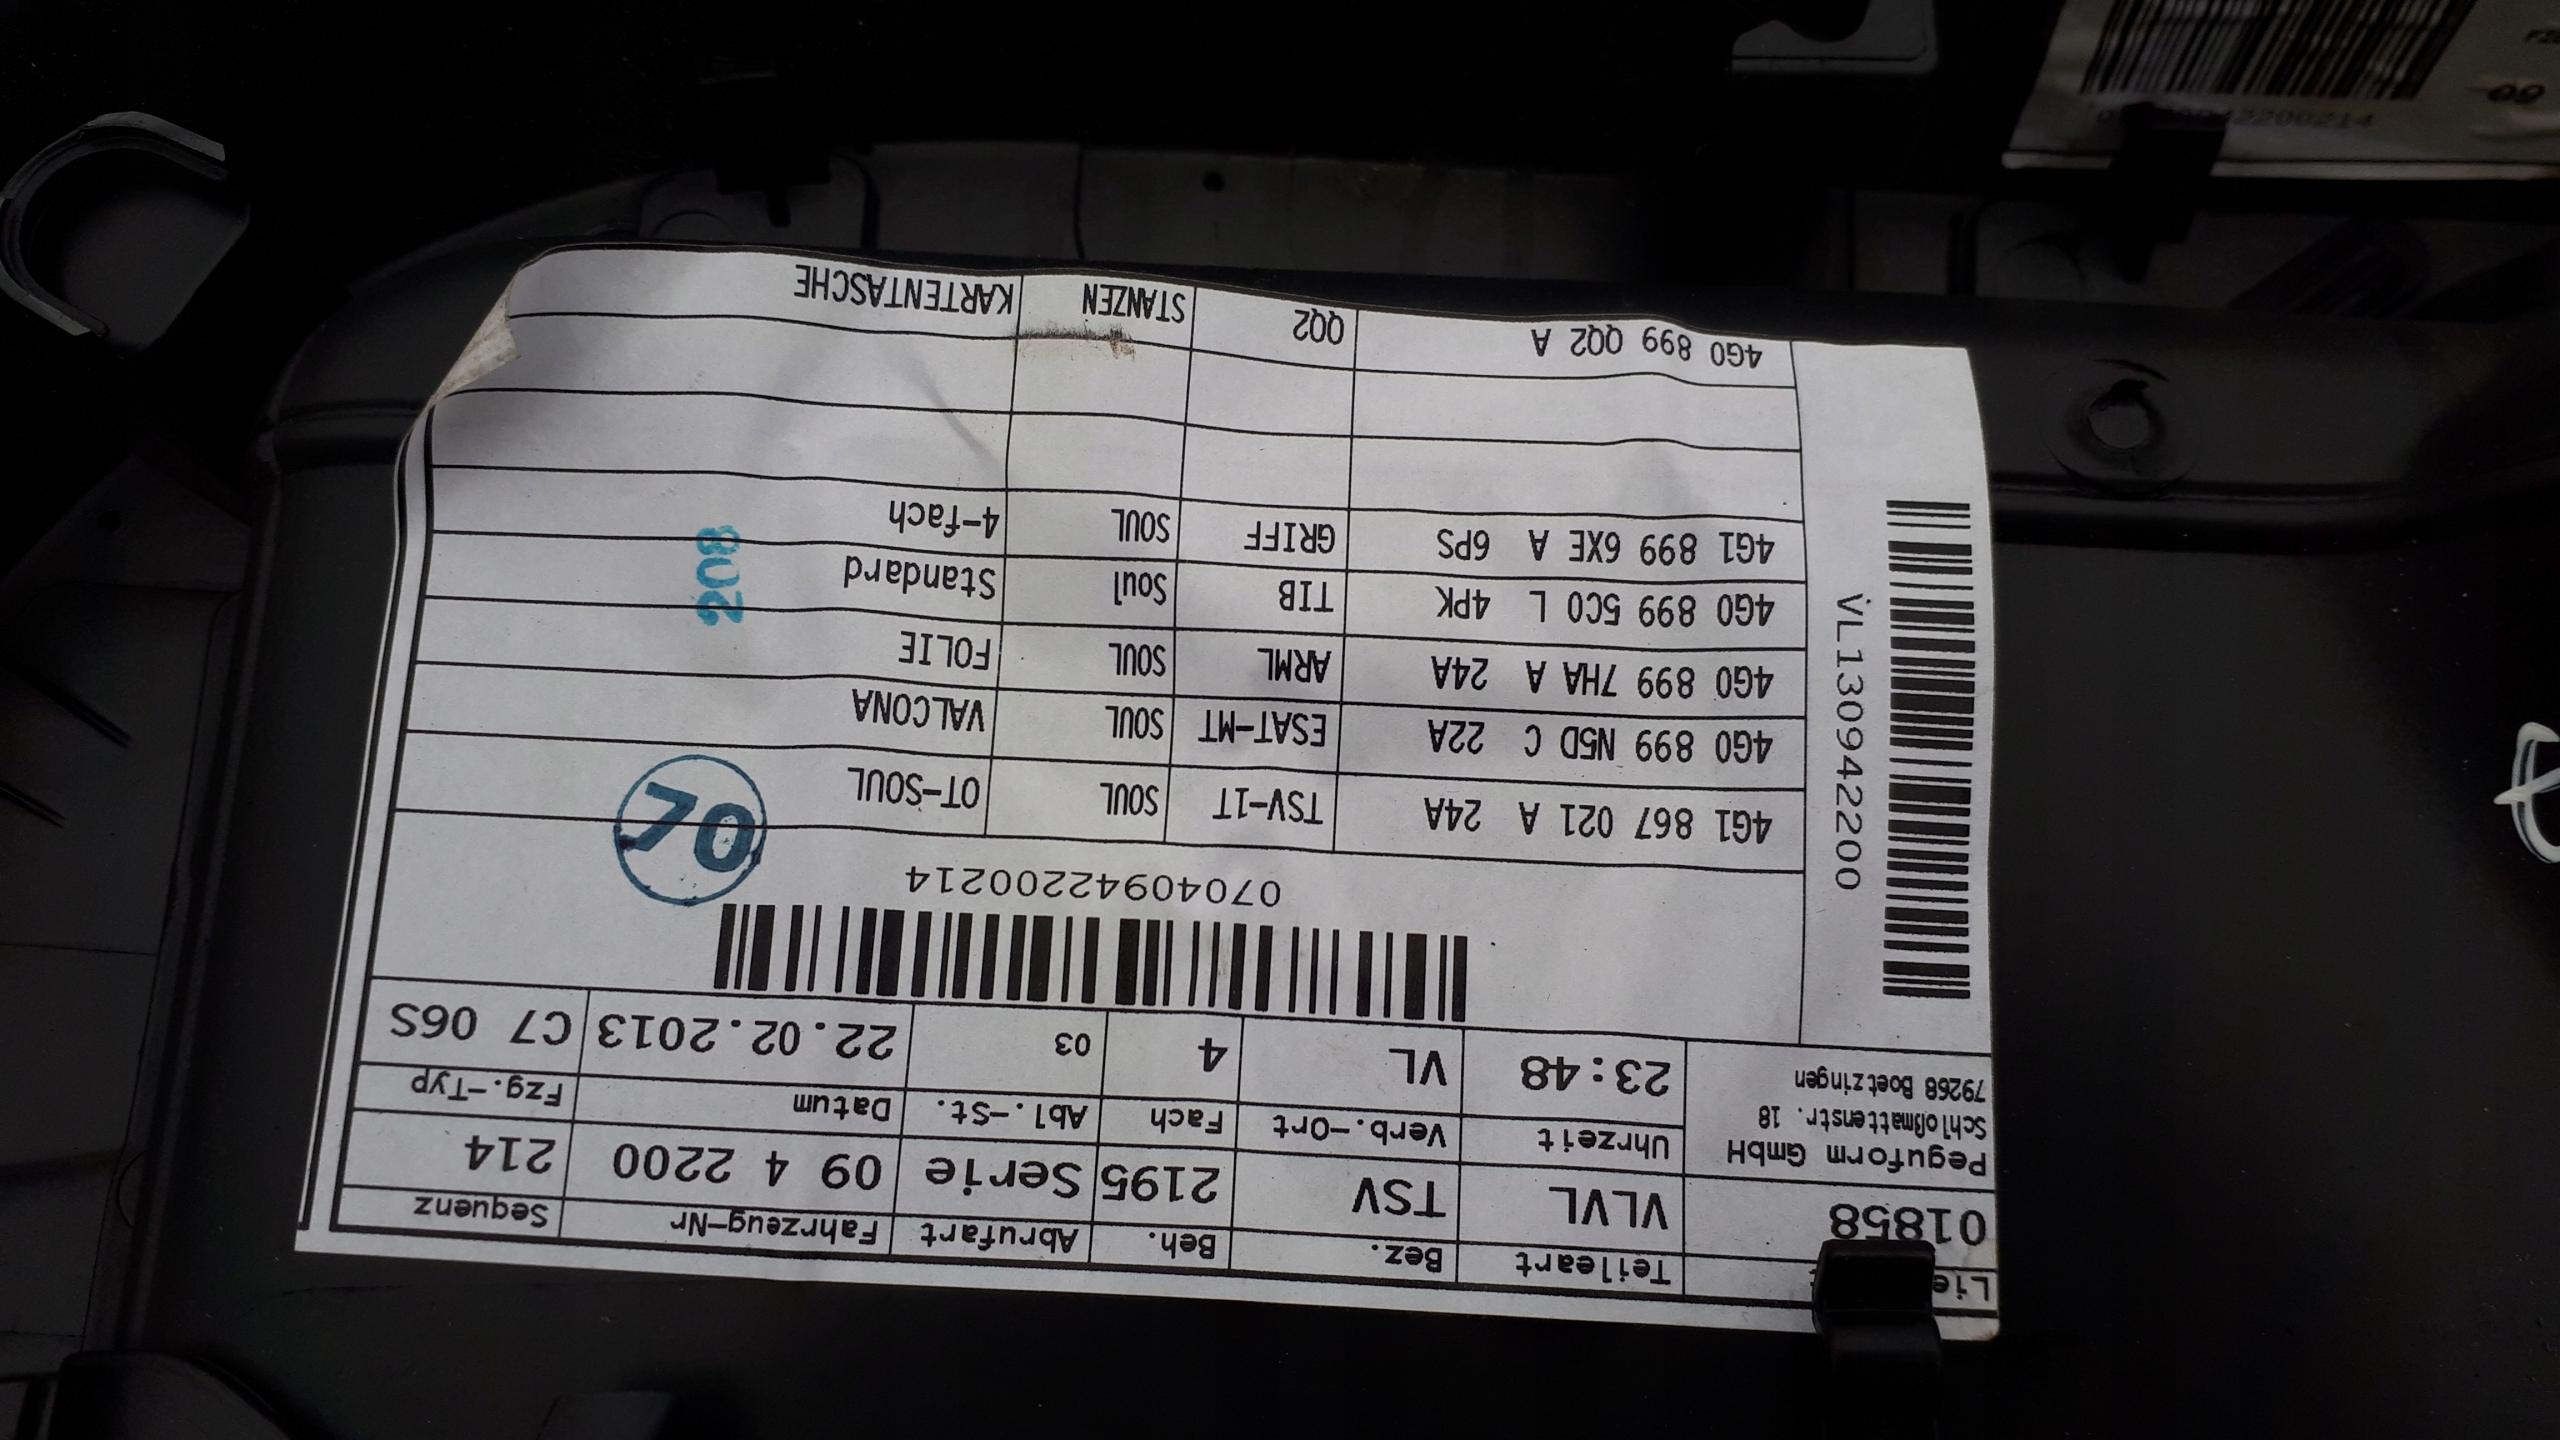 Teileart Bez. Beh. Abrufart Fahrzeug-Nr Sequenz
01858 VLVL TSV 2195 Serie 09 4 2200 214
Peguform GmbH
Schloßmattenstr. 18
79268 Boetzingen
Uhrzeit Verb.-Ort Fach Abl.-St. Datum Fzg.-Typ
23:48 VL 4 03 22.02.2013 C7 06S
0704094220​0214
VL130942200
4G1 867 021 A 24A TSV-1T SOUL OT-SOUL
4G0 899 N5D C 22A ESAT-MT SOUL VALCONA
4G0 899 7HA A 24A ARML SOUL FOLIE
4G0 899 5C0 L 4PK TIB Soul Standard
4G1 899 6XE A 6PS GRIFF SOUL 4-fach
4G0 899 QQ2 A QQ2 STANZEN KARTENTASCHE
70
208